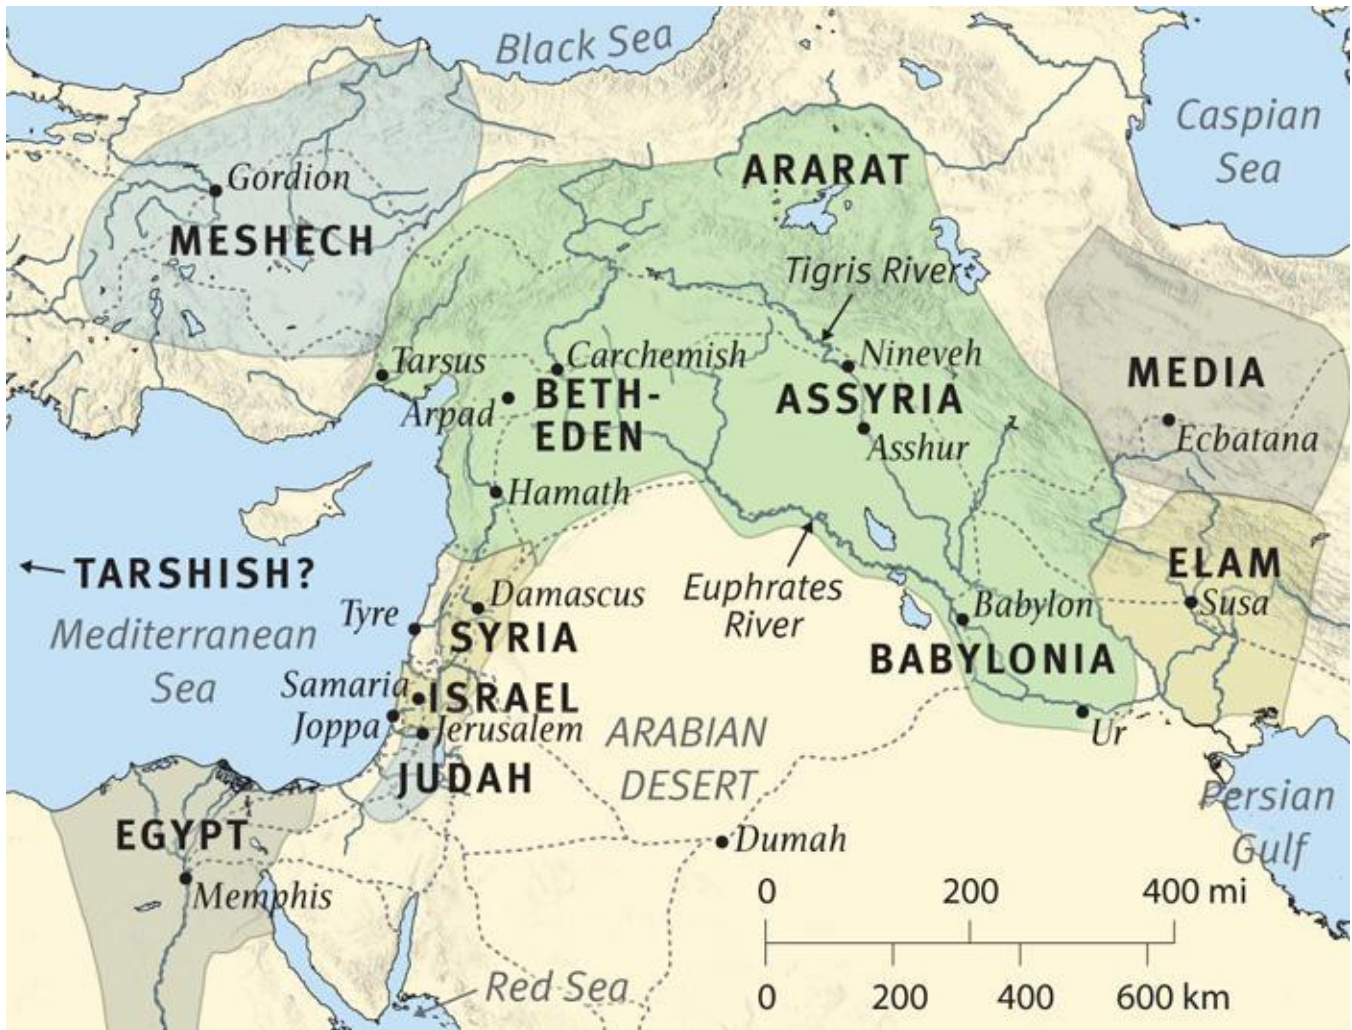 Black Sea
Caspian
Sea
ARARAT
Gordion
MESHECH
Tigris River
Tarsus
Carchemish
Nineveh
MEDIA
Arpad
BETH-
EDEN
ASSYRIA
Asshur
Ecbatana
Hamath
TARSHISH?
Mediterranean
Sea
Euphrates
River
ELAM
Susa
Damascus
Tyre
SYRIA
Babylon
BABYLONIA
Samaria
ISRAEL
Joppa
Jerusalem
JUDAH
ARABIAN
DESERT
Ur
Persian
Gulf
EGYPT
Memphis
Dumah
0 200 400 mi
0 200 400 600 km
Red Sea